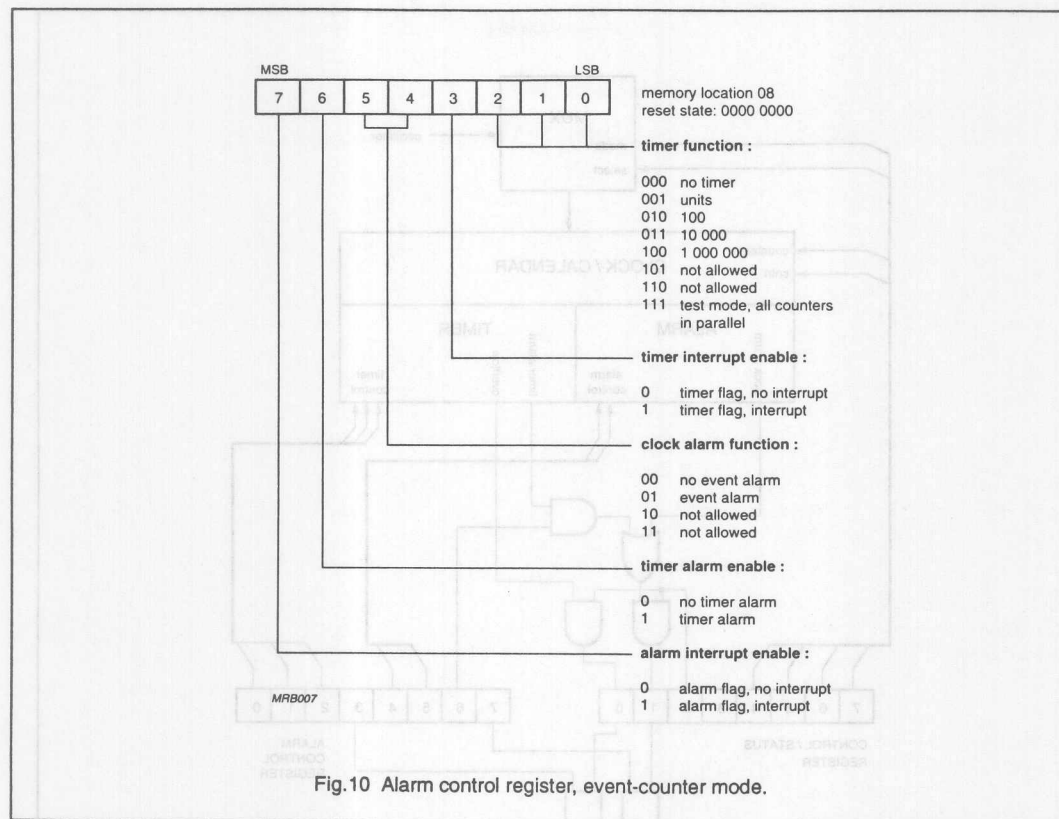 MSB LSB
7 6 5 4 3 2 1 0
memory location 08
reset state: 0000 0000
timer function :
000 no timer
001 units
010 100
011 10 000
100 1 000 000
101 not allowed
110 not allowed
111 test mode, all counters
in parallel
timer interrupt enable :
0 timer flag, no interrupt
1 timer flag, interrupt
clock alarm function :
00 no event alarm
01 event alarm
10 not allowed
11 not allowed
timer alarm enable :
0 no timer alarm
1 timer alarm
alarm interrupt enable :
0 alarm flag, no interrupt
1 alarm flag, interrupt
MRB007
Fig.10 Alarm control register, event-counter mode.